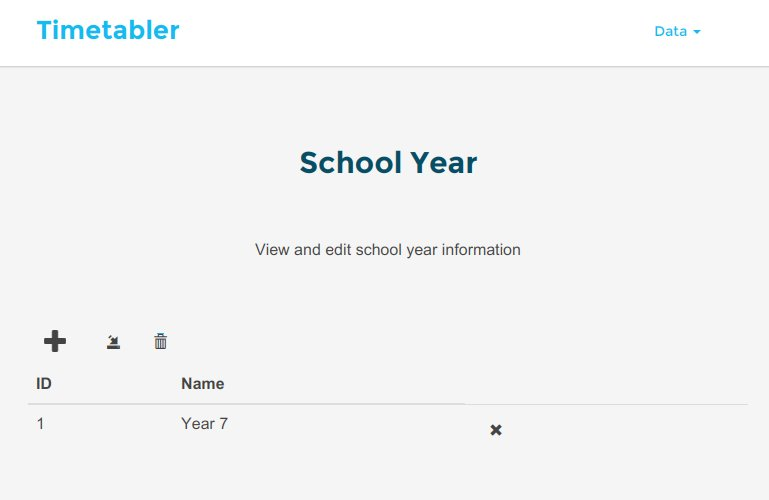 Timetabler Data
School Year
View and edit school year information
ID Name
1 Year 7